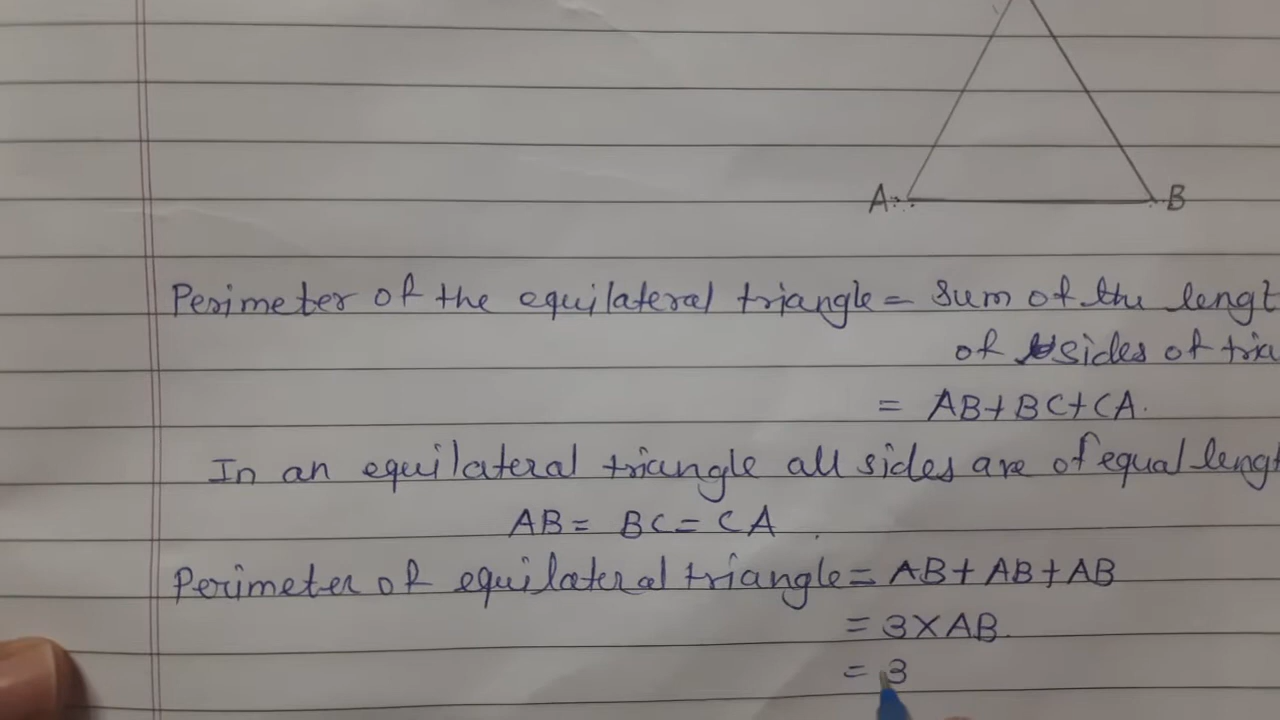 A B
Perimeter of the equilateral triangle = Sum of the lengt
of sides of tria
= AB+BC+CA.
In an equilateral triangle all sides are of equal lengt
AB = BC = CA
Perimeter of equilateral triangle = AB+AB+AB
= 3×AB
= 3